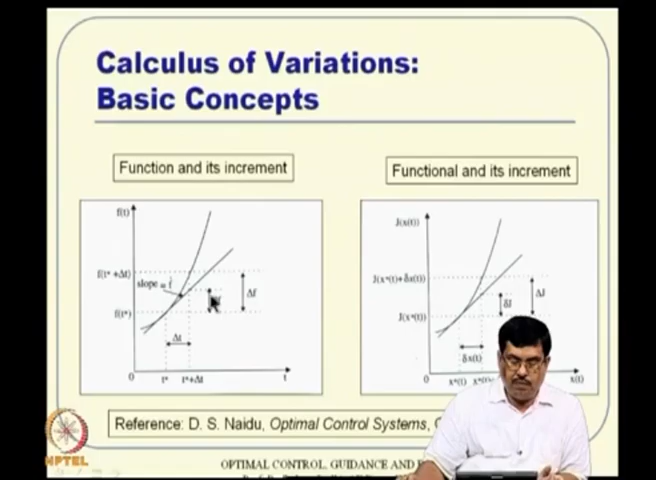 Calculus of Variations:
Basic Concepts
Function and its increment
Functional and its increment
f(t)
f(t*+Δt)
slope = ḟ
f(t*)
Δf
Δt
0
t*
t*+Δt
t
J(x(t))
J(x*(t)+δx(t))
J(x*(t))
δJ
ΔJ
δx(t)
0
x*(t)
x(t)
Reference: D. S. Naidu, Optimal Control Systems,
NPTEL
OPTIMAL CONTROL, GUIDANCE AND